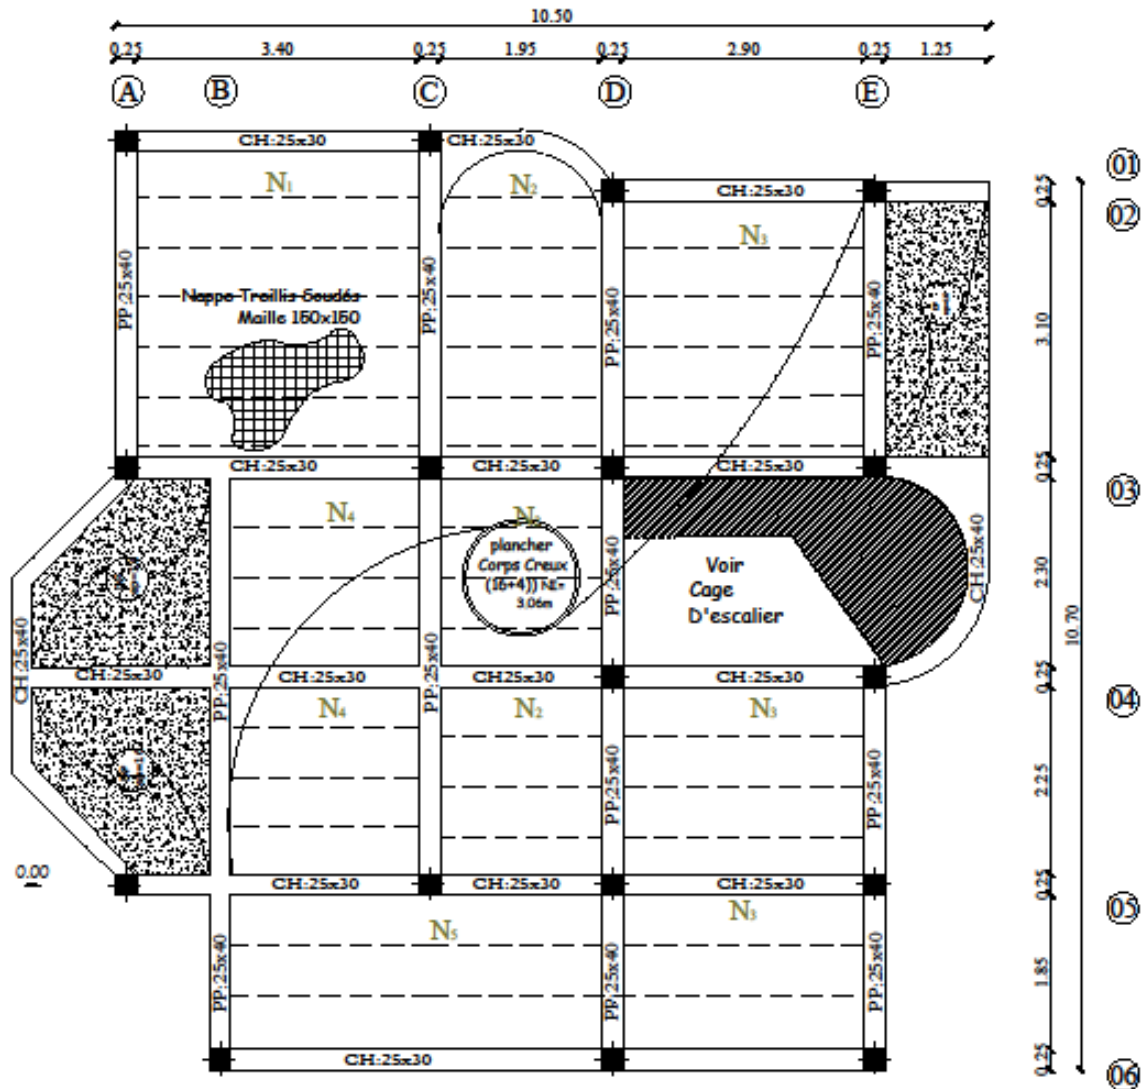 10.50
0.25 3.40 0.25 1.95 0.25 2.90 0.25 1.25
A B C D E
CH:25x30 CH:25x30
01
N1 N2
CH:25x30
0.25
02
N3
PP:25x40 PP:25x40 PP:25x40 PP:25x40
Nappe Treillis Soudés
Maille 150x150
3.10
CH:25x30 CH:25x30 CH:25x30
0.25
03
N4
plancher
Corps Creux
(16+4)) NE=
3.06m
PP:25x40
Voir
Cage
D'escalier
CH:25x40
2.30
10.70
CH:25x40
CH:25x30 CH:25x30 CH25x30 CH:25x30
PP:25x40 PP:25x40
0.25
04
N4 N2 N3
PP:25x40 PP:25x40
2.25
0.00
CH:25x30 CH:25x30 CH:25x30
0.25
05
N5 N3
PP:25x40 PP:25x40 PP:25x40
1.85
CH:25x30
0.25
06